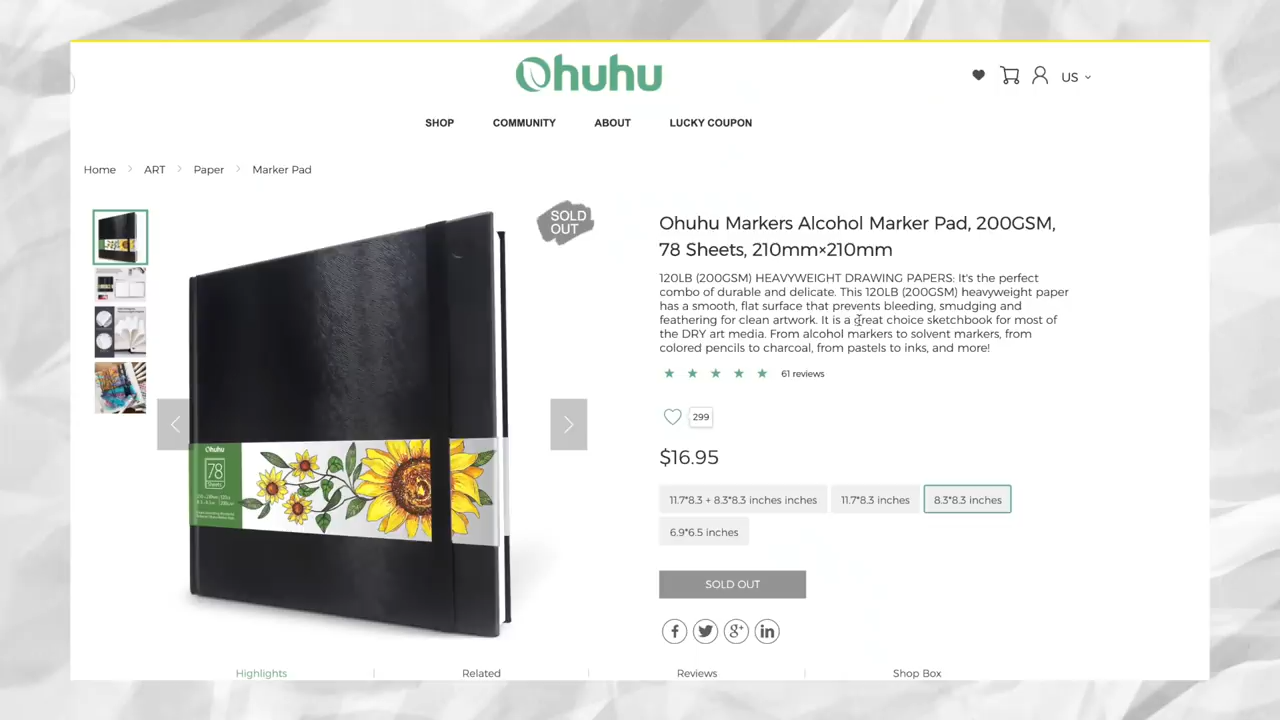 Ohuhu
US
SHOP COMMUNITY ABOUT LUCKY COUPON
Home ART Paper Marker Pad
SOLD
OUT
Ohuhu Markers Alcohol Marker Pad, 200GSM,
78 Sheets, 210mm×210mm
120LB (200GSM) HEAVYWEIGHT DRAWING PAPERS: It's the perfect
combo of durable and delicate. This 120LB (200GSM) heavyweight paper
has a smooth, flat surface that prevents bleeding, smudging and
feathering for clean artwork. It is a great choice sketchbook for most of
the DRY art media. From alcohol markers to solvent markers, from
colored pencils to charcoal, from pastels to inks, and more!
61 reviews
299
$16.95
11.7*8.3 + 8.3*8.3 inches inches 11.7*8.3 inches 8.3*8.3 inches
6.9*6.5 inches
SOLD OUT
Ohuhu
78
Sheets
Highlights Related Reviews Shop Box